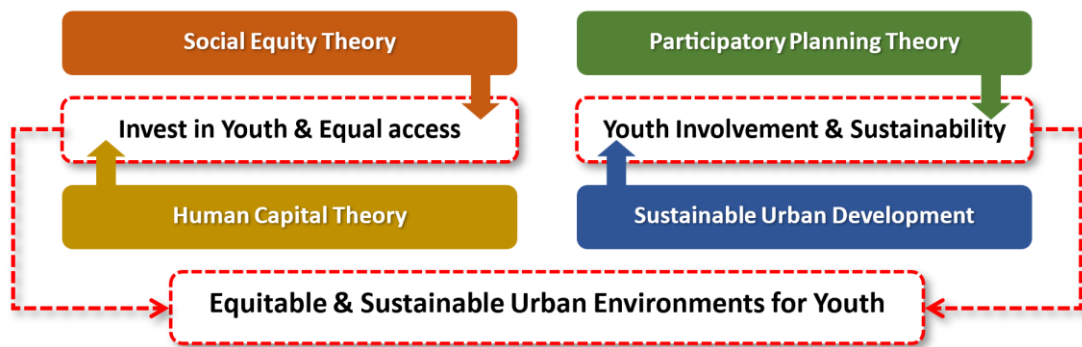 Social Equity Theory
Participatory Planning Theory
Invest in Youth & Equal access
Youth Involvement & Sustainability
Human Capital Theory
Sustainable Urban Development
Equitable & Sustainable Urban Environments for Youth